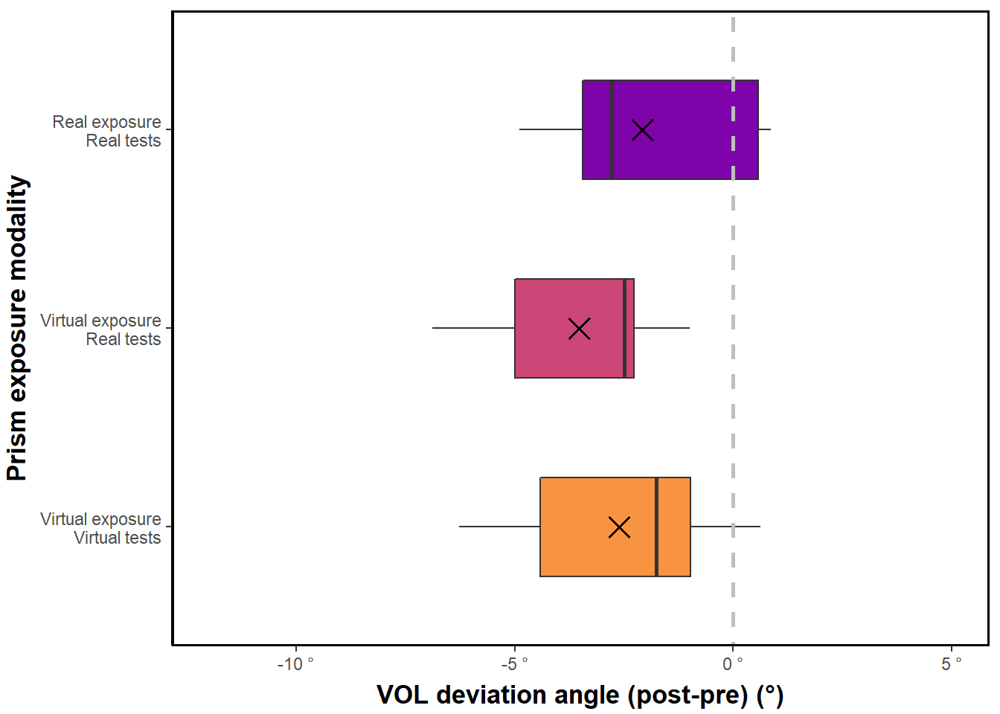 Prism exposure modality
Real exposure
Real tests
Virtual exposure
Real tests
Virtual exposure
Virtual tests
-10 °
-5 °
0 °
5 °
VOL deviation angle (post-pre) (°)